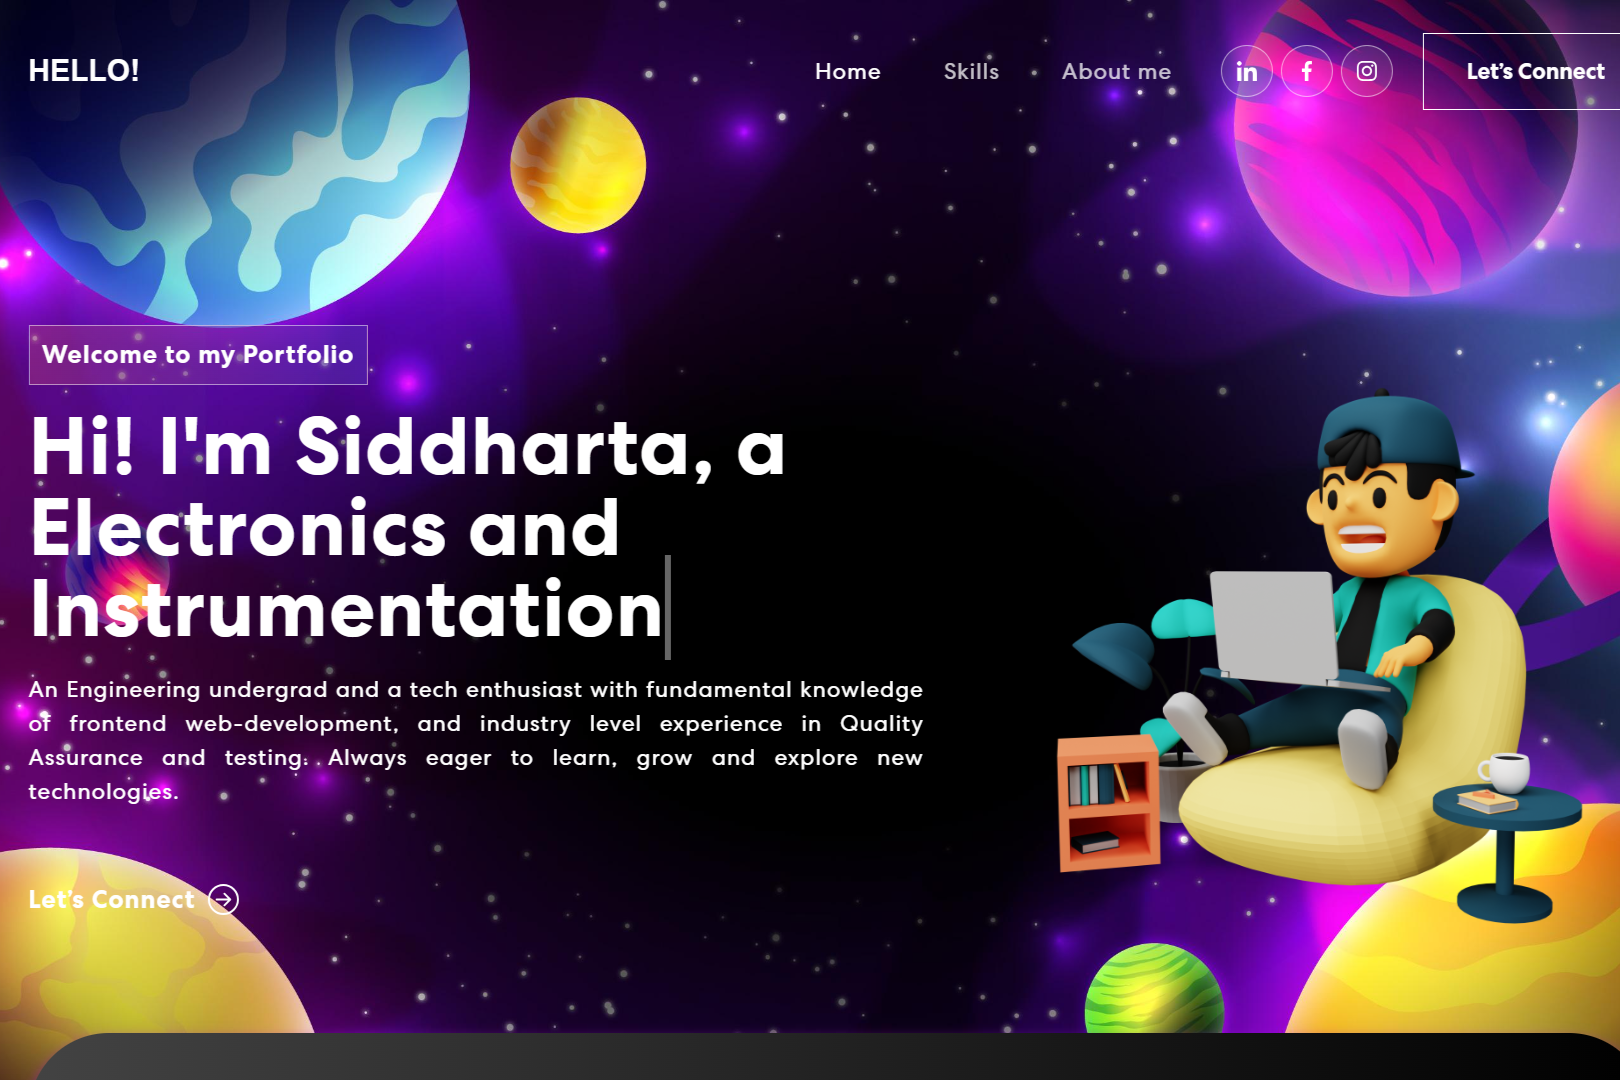 HELLO!
Home
Skills
About me
Let's Connect
Welcome to my Portfolio
Hi! I'm Siddharta, a
Electronics and
Instrumentation
An Engineering undergrad and a tech enthusiast with fundamental knowledge
of frontend web-development, and industry level experience in Quality
Assurance and testing. Always eager to learn, grow and explore new
technologies.
Let’s Connect